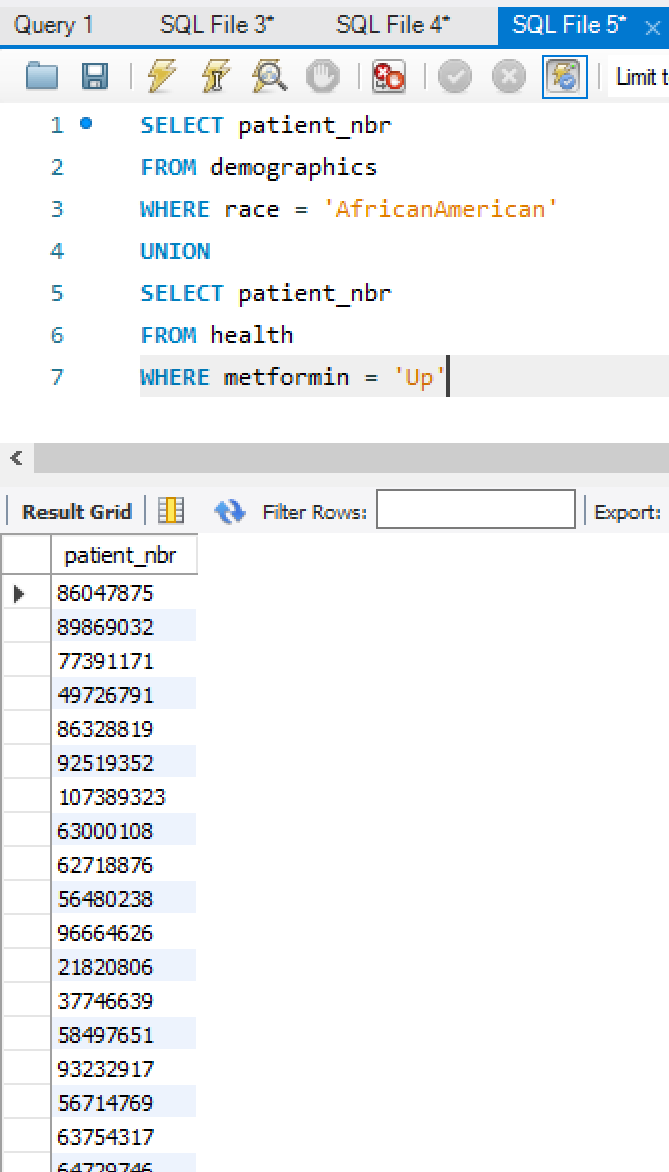 Query 1 SQL File 3* SQL File 4* SQL File 5*
Limit t
1 SELECT patient_nbr
2 FROM demographics
3 WHERE race = 'AfricanAmerican'
4 UNION
5 SELECT patient_nbr
6 FROM health
7 WHERE metformin = 'Up'
Result Grid Filter Rows: Export:
patient_nbr
86047875
89869032
77391171
49726791
86328819
92519352
107389323
63000108
62718876
56480238
96664626
21820806
37746639
58497651
93232917
56714769
63754317
64729746